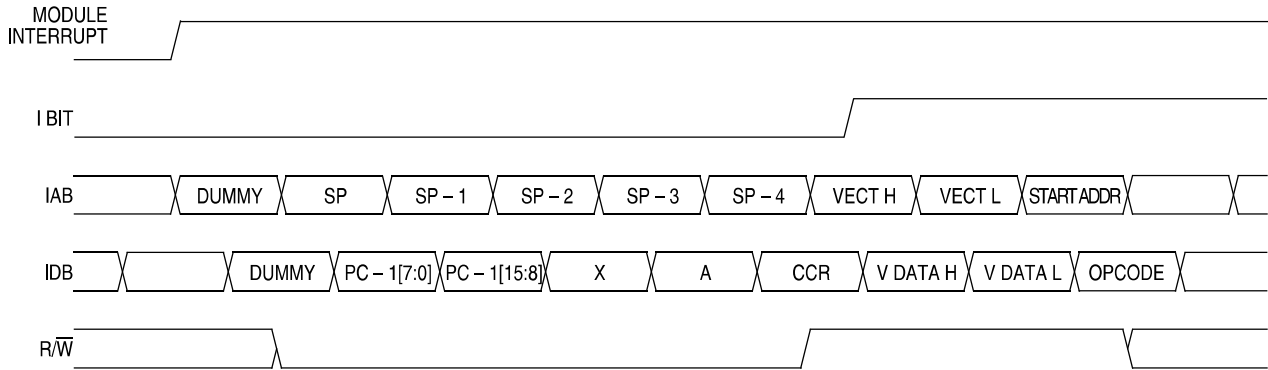 MODULE
INTERRUPT
I BIT
IAB DUMMY SP SP – 1 SP – 2 SP – 3 SP – 4 VECT H VECT L START ADDR
IDB DUMMY PC – 1[7:0] PC – 1[15:8] X A CCR V DATA H V DATA L OPCODE
R/W̅